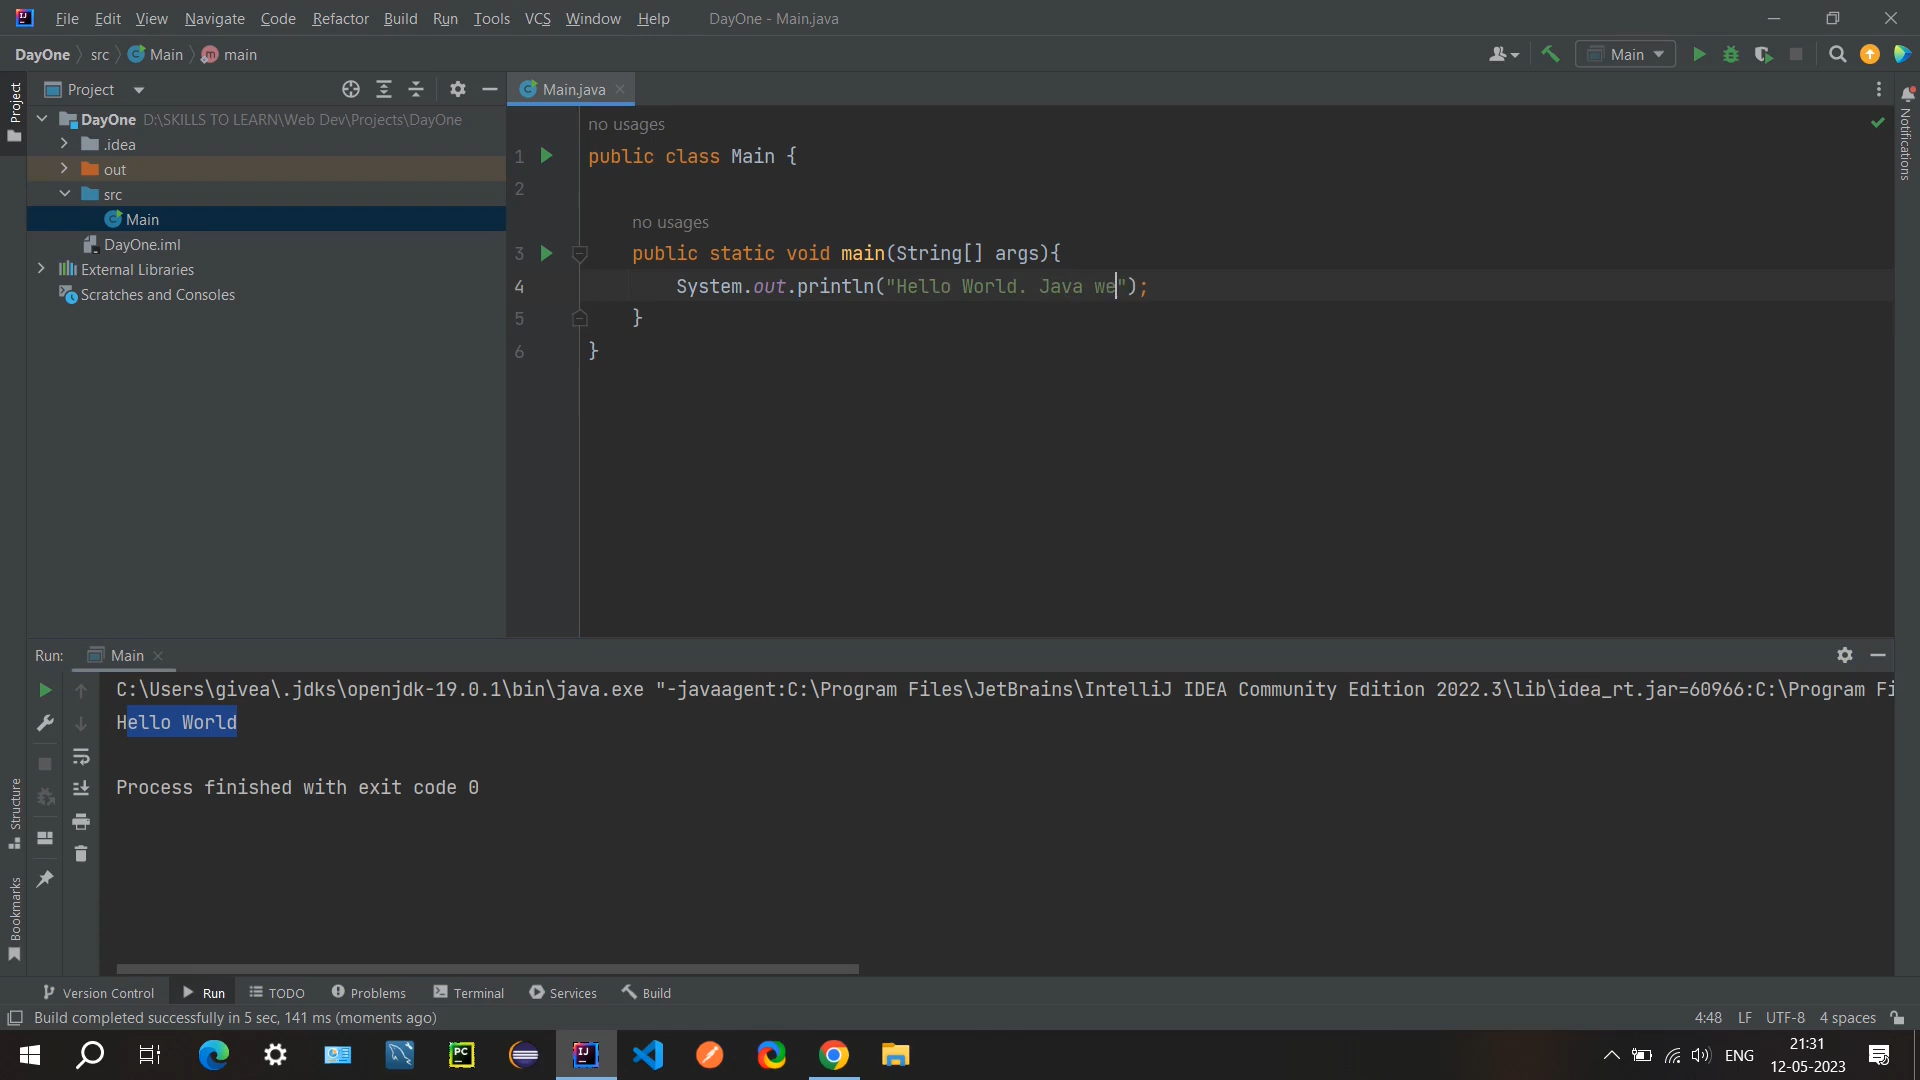 File Edit View Navigate Code Refactor Build Run Tools VCS Window Help DayOne - Main.java
DayOne src Main main
Main
Project
Main.java
Project
Notifications
DayOne D:\SKILLS TO LEARN\Web Dev\Projects\DayOne
.idea
out
src
Main
DayOne.iml
External Libraries
Scratches and Consoles
no usages
1 public class Main {
2
no usages
3 public static void main(String[] args){
4 System.out.println("Hello World. Java we");
5 }
6 }
Run: Main
C:\Users\givea\.jdks\openjdk-19.0.1\bin\java.exe "-javaagent:C:\Program Files\JetBrains\IntelliJ IDEA Community Edition 2022.3\lib\idea_rt.jar=60966:C:\Program Fi
Hello World
Process finished with exit code 0
Structure
Bookmarks
Version Control Run TODO Problems Terminal Services Build
Build completed successfully in 5 sec, 141 ms (moments ago) 4:48 LF UTF-8 4 spaces
PC IJ ENG 21:31
12-05-2023